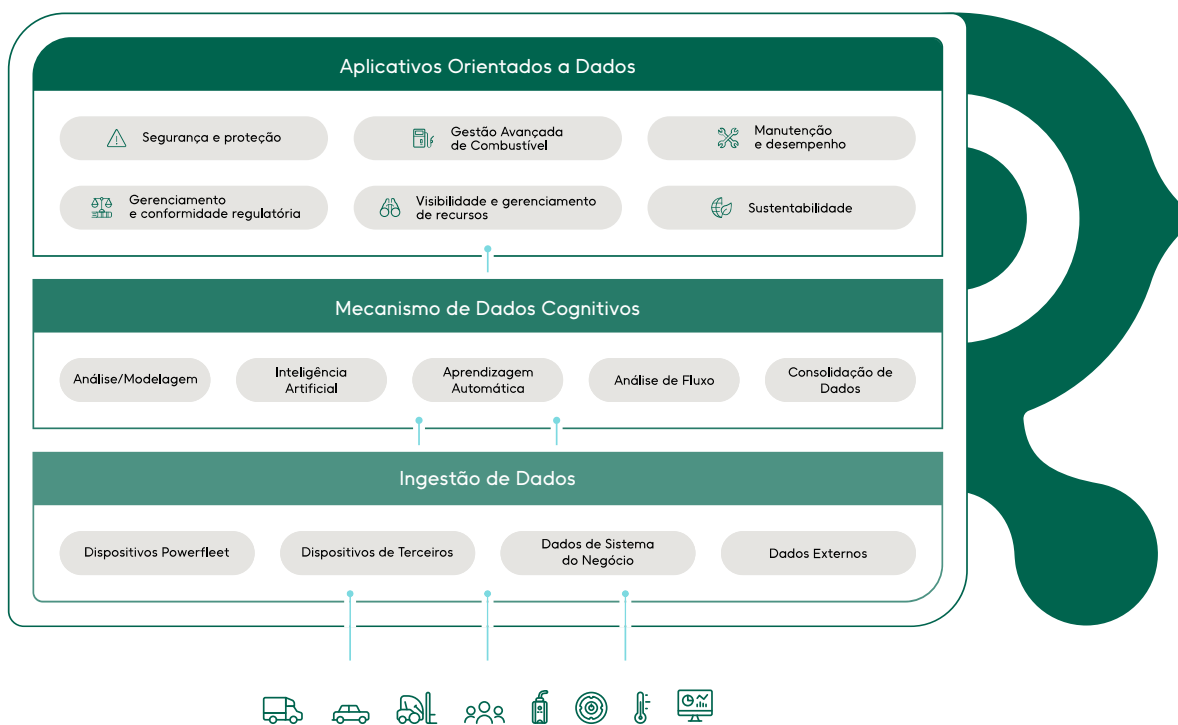 Aplicativos Orientados a Dados
Segurança e proteção
Gestão Avançada
de Combustível
Manutenção
e desempenho
Gerenciamento
e conformidade regulatória
Visibilidade e gerenciamento
de recursos
Sustentabilidade
Mecanismo de Dados Cognitivos
Análise/Modelagem
Inteligência
Artificial
Aprendizagem
Automática
Análise de Fluxo
Consolidação de
Dados
Ingestão de Dados
Dispositivos Powerfleet
Dispositivos de Terceiros
Dados de Sistema
do Negócio
Dados Externos